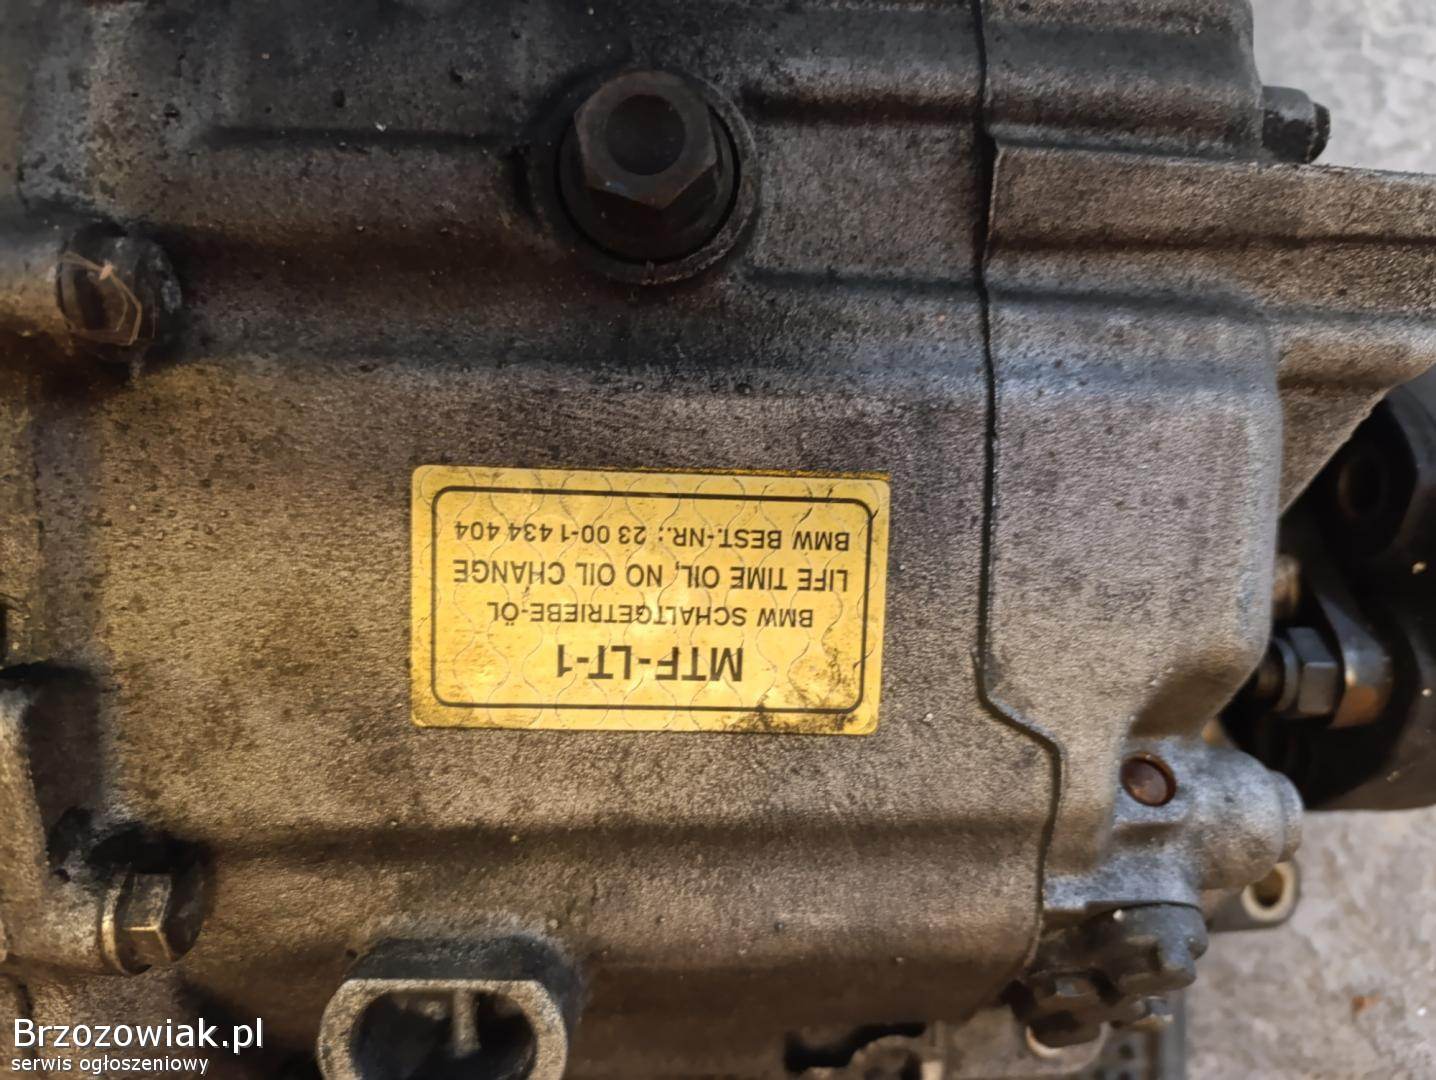 MTF-LT-1
BMW SCHALTGETRIEBE-ÖL
LIFE TIME OIL, NO OIL CHANGE
BMW BEST.-NR.: 23 00-1 434 404
Brzozowiak.pl
serwis ogłoszeniowy